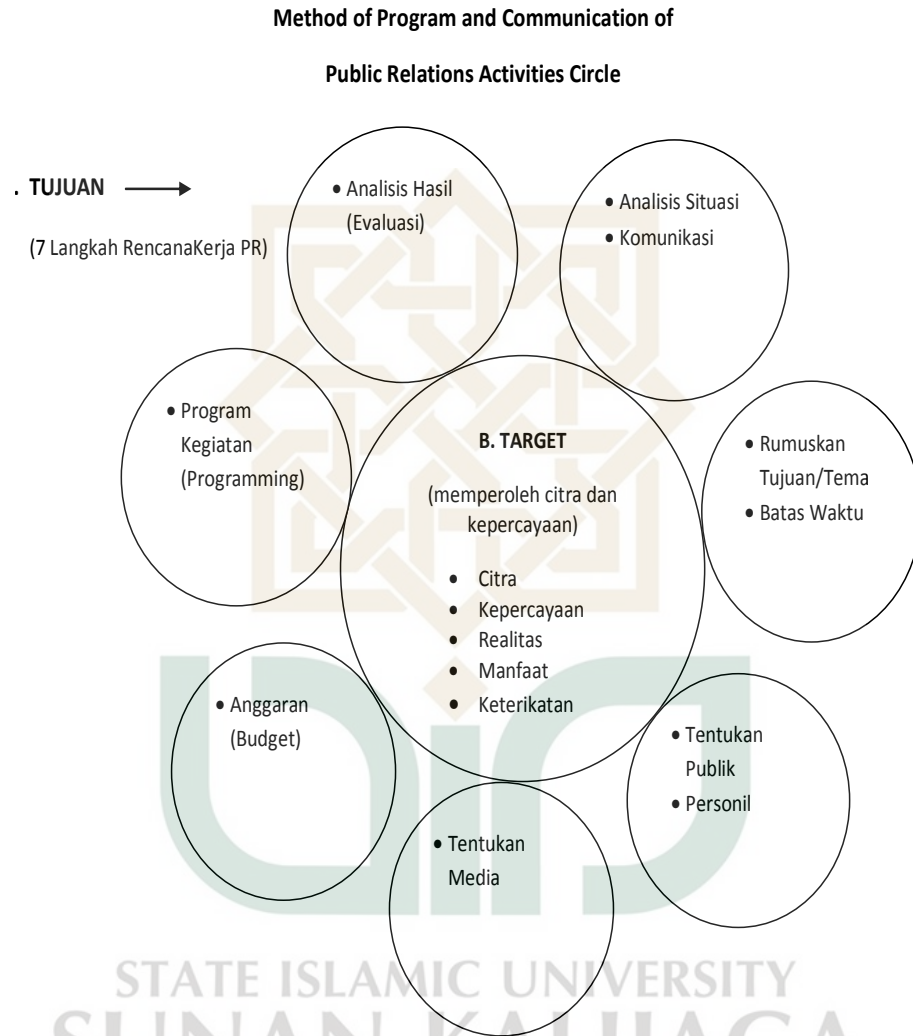 Method of Program and Communication of
Public Relations Activities Circle
. TUJUAN
(7 Langkah RencanaKerja PR)
• Analisis Hasil
(Evaluasi)
• Analisis Situasi
• Komunikasi
• Program
Kegiatan
(Programming)
B. TARGET
(memperoleh citra dan
kepercayaan)
• Citra
• Kepercayaan
• Realitas
• Manfaat
• Keterikatan
• Rumuskan
Tujuan/Tema
• Batas Waktu
• Anggaran
(Budget)
• Tentukan
Publik
• Personil
• Tentukan
Media
STATE ISLAMIC UNIVERSITY
SUNAN KALIJAGA